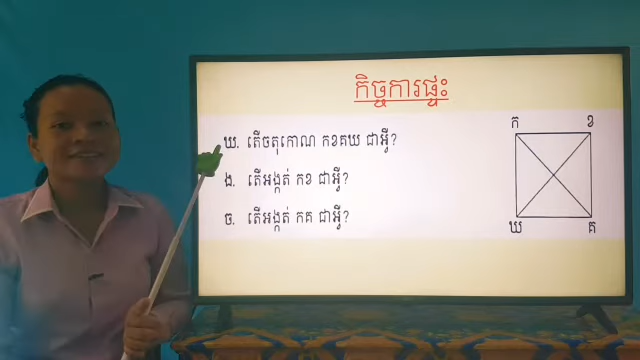 កិច្ចការផ្ទះ
ឃ. តើចតុកោណ កខគឃ ជាអ្វី?
ង. តើអង្កត់ កខ ជាអ្វី?
ច. តើអង្កត់ កគ ជាអ្វី?
ក ខ
ឃ គ